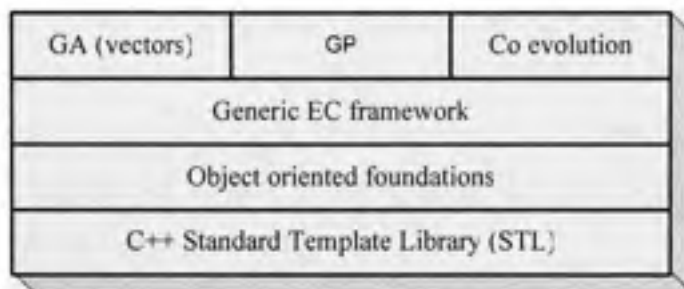 GA (vectors)
GP
Co evolution
Generic EC framework
Object oriented foundations
C++ Standard Template Library (STL)